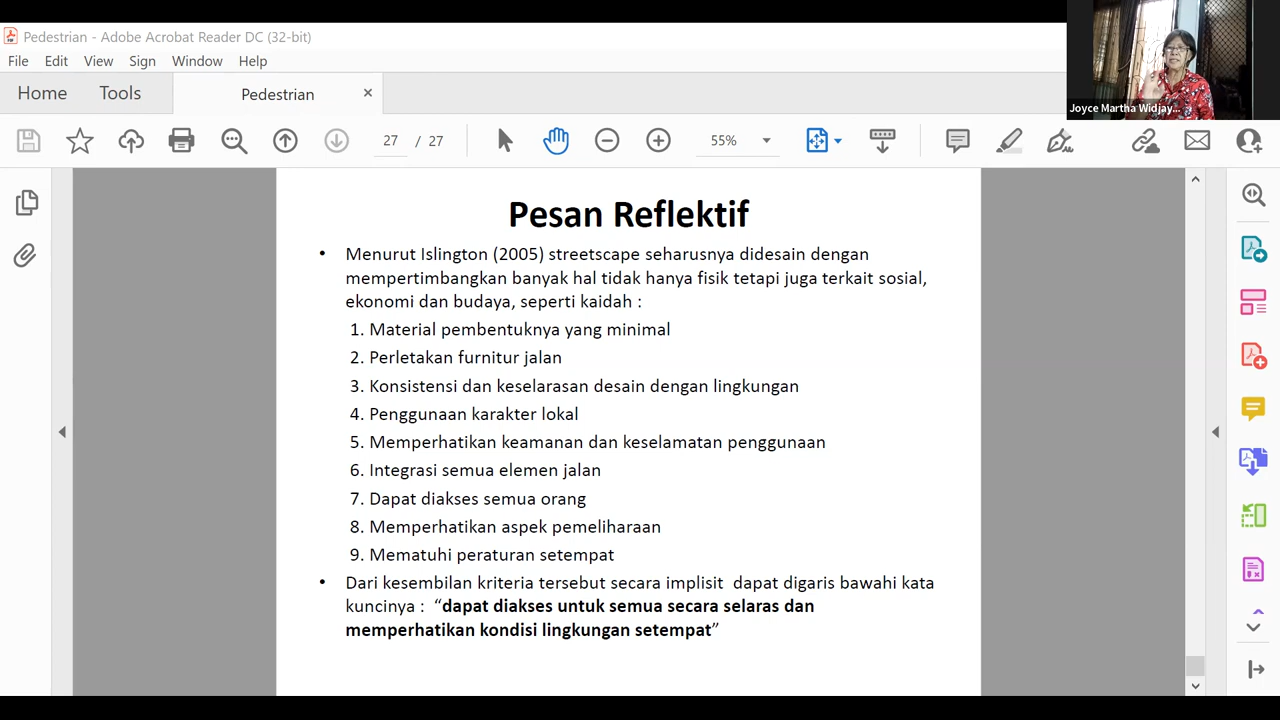 Pedestrian - Adobe Acrobat Reader DC (32-bit)
File Edit View Sign Window Help
Home Tools Pedestrian ×
27 / 27 55%
Joyce Martha Widjay...
Pesan Reflektif
• Menurut Islington (2005) streetscape seharusnya didesain dengan
mempertimbangkan banyak hal tidak hanya fisik tetapi juga terkait sosial,
ekonomi dan budaya, seperti kaidah :
1. Material pembentuknya yang minimal
2. Perletakan furnitur jalan
3. Konsistensi dan keselarasan desain dengan lingkungan
4. Penggunaan karakter lokal
5. Memperhatikan keamanan dan keselamatan penggunaan
6. Integrasi semua elemen jalan
7. Dapat diakses semua orang
8. Memperhatikan aspek pemeliharaan
9. Mematuhi peraturan setempat
• Dari kesembilan kriteria tersebut secara implisit dapat digaris bawahi kata
kuncinya : “dapat diakses untuk semua secara selaras dan
memperhatikan kondisi lingkungan setempat”